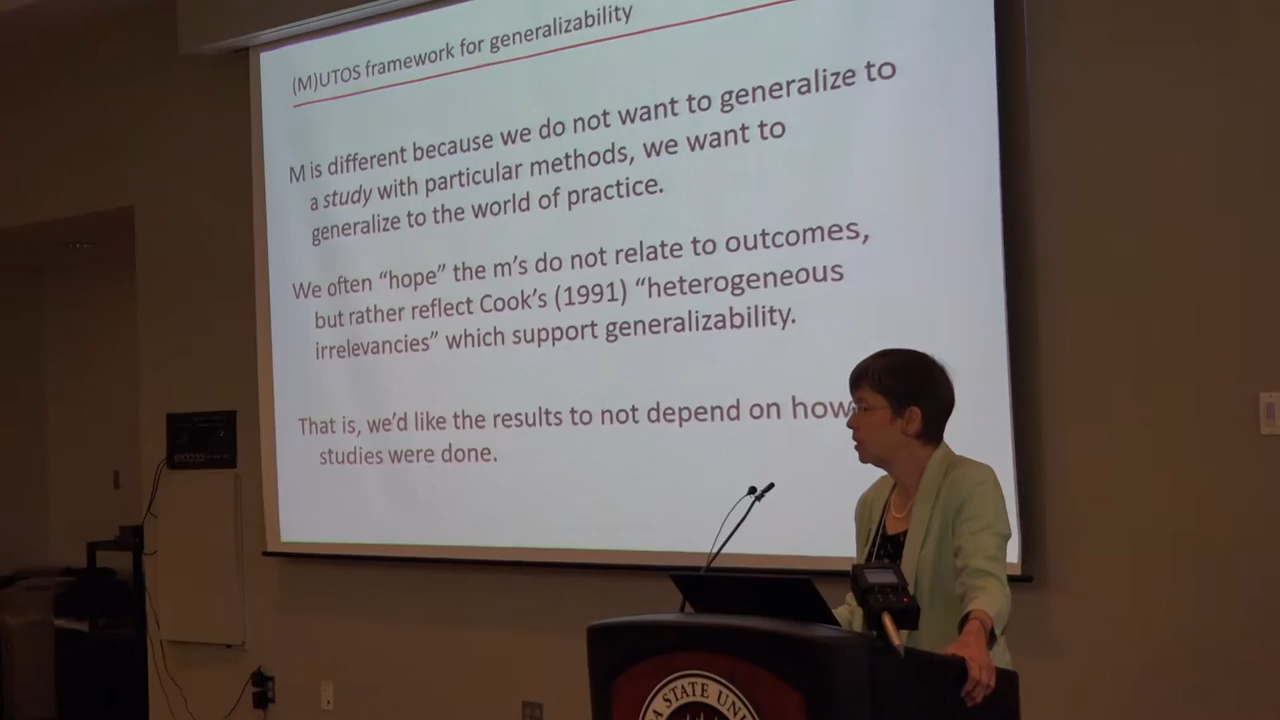 (M)UTOS framework for generalizability
M is different because we do not want to generalize to
a study with particular methods, we want to
generalize to the world of practice.
We often “hope” the m’s do not relate to outcomes,
but rather reflect Cook’s (1991) “heterogeneous
irrelevancies” which support generalizability.
That is, we’d like the results to not depend on how
studies were done.
STATE